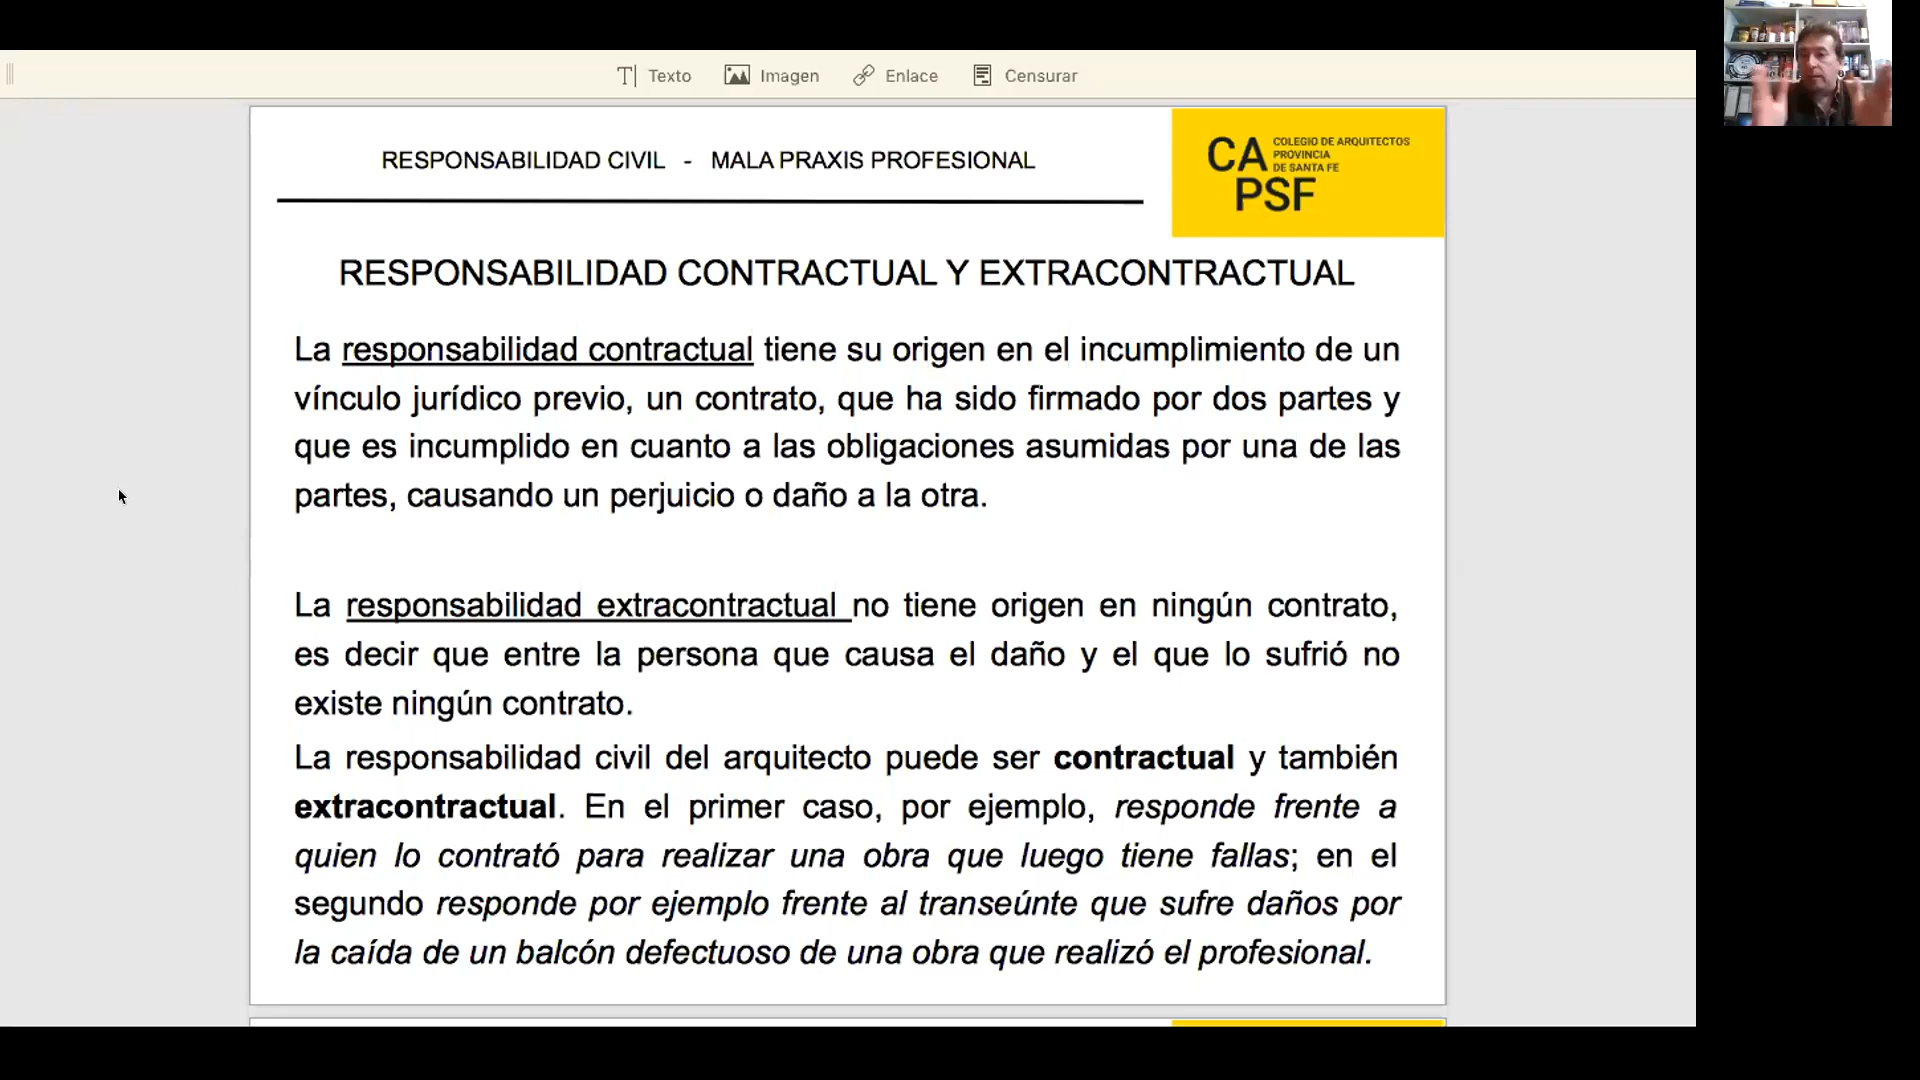 Texto Imagen Enlace Censurar
RESPONSABILIDAD CIVIL - MALA PRAXIS PROFESIONAL
CA COLEGIO DE ARQUITECTOS
PROVINCIA
DE SANTA FE
PSF
RESPONSABILIDAD CONTRACTUAL Y EXTRACONTRACTUAL
La responsabilidad contractual tiene su origen en el incumplimiento de un
vínculo jurídico previo, un contrato, que ha sido firmado por dos partes y
que es incumplido en cuanto a las obligaciones asumidas por una de las
partes, causando un perjuicio o daño a la otra.
La responsabilidad extracontractual no tiene origen en ningún contrato,
es decir que entre la persona que causa el daño y el que lo sufrió no
existe ningún contrato.
La responsabilidad civil del arquitecto puede ser contractual y también
extracontractual. En el primer caso, por ejemplo, responde frente a
quien lo contrató para realizar una obra que luego tiene fallas; en el
segundo responde por ejemplo frente al transeúnte que sufre daños por
la caída de un balcón defectuoso de una obra que realizó el profesional.